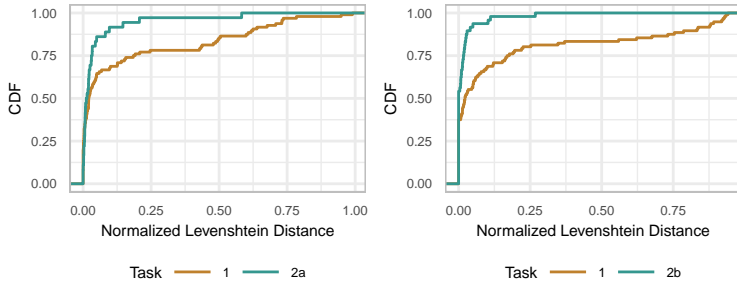 1.00
0.75
CDF
0.50
0.25
0.00
0.00 0.25 0.50 0.75 1.00
Normalized Levenshtein Distance
Task 1 2a
1.00
0.75
CDF
0.50
0.25
0.00
0.00 0.25 0.50 0.75
Normalized Levenshtein Distance
Task 1 2b